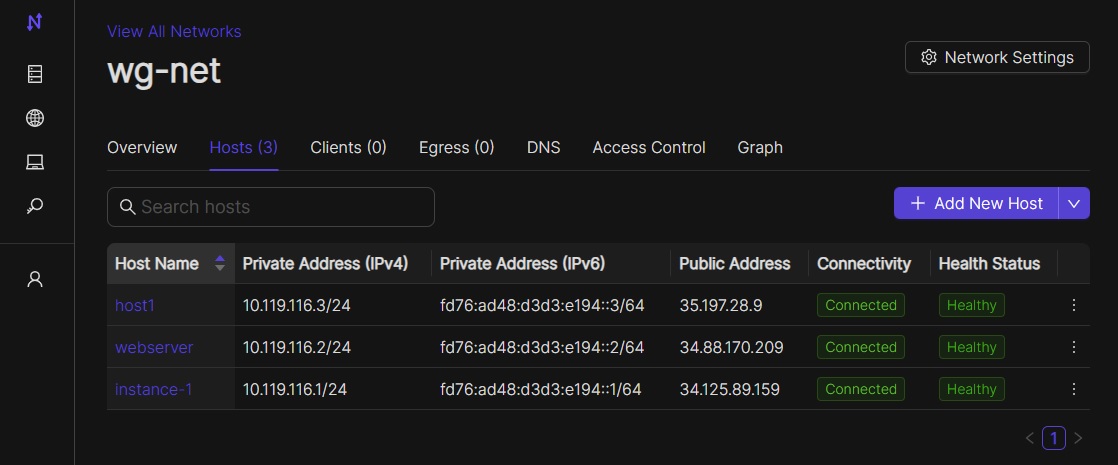 View All Networks
wg-net
Network Settings
Overview Hosts (3) Clients (0) Egress (0) DNS Access Control Graph
Search hosts
Add New Host
Host Name Private Address (IPv4) Private Address (IPv6) Public Address Connectivity Health Status
host1 10.119.116.3/24 fd76:ad48:d3d3:e194::3/64 35.197.28.9 Connected Healthy
webserver 10.119.116.2/24 fd76:ad48:d3d3:e194::2/64 34.88.170.209 Connected Healthy
instance-1 10.119.116.1/24 fd76:ad48:d3d3:e194::1/64 34.125.89.159 Connected Healthy
1